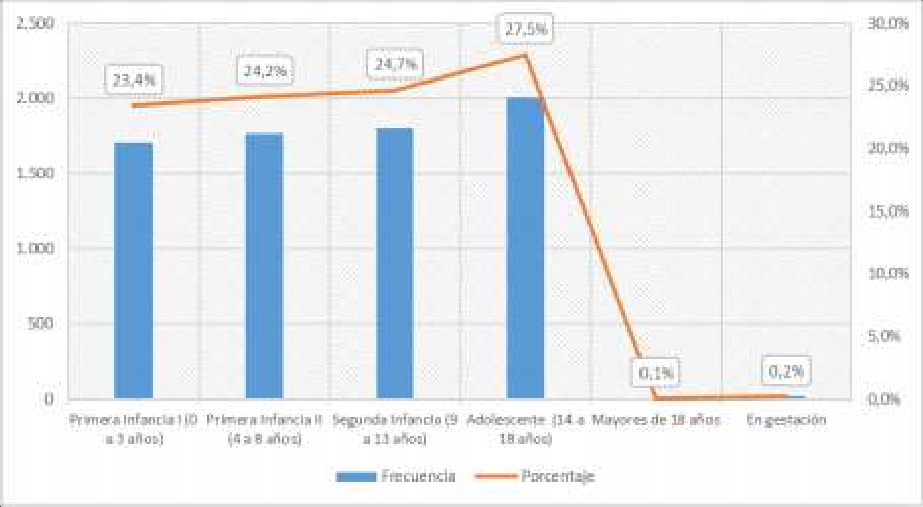 2.500
2.000
1.500
1.000
500
0
30,0%
25,0%
20,0%
15,0%
10,0%
5,0%
0,0%
23,4%
24,2%
24,7%
27,5%
0,1%
0,2%
Primera Infancia I (0
a 3 años)
Primera Infancia II
(4 a 8 años)
Segunda Infancia (9
a 13 años)
Adolescente (14 a
18 años)
Mayores de 18 años
En gestación
Frecuencia
Porcentaje